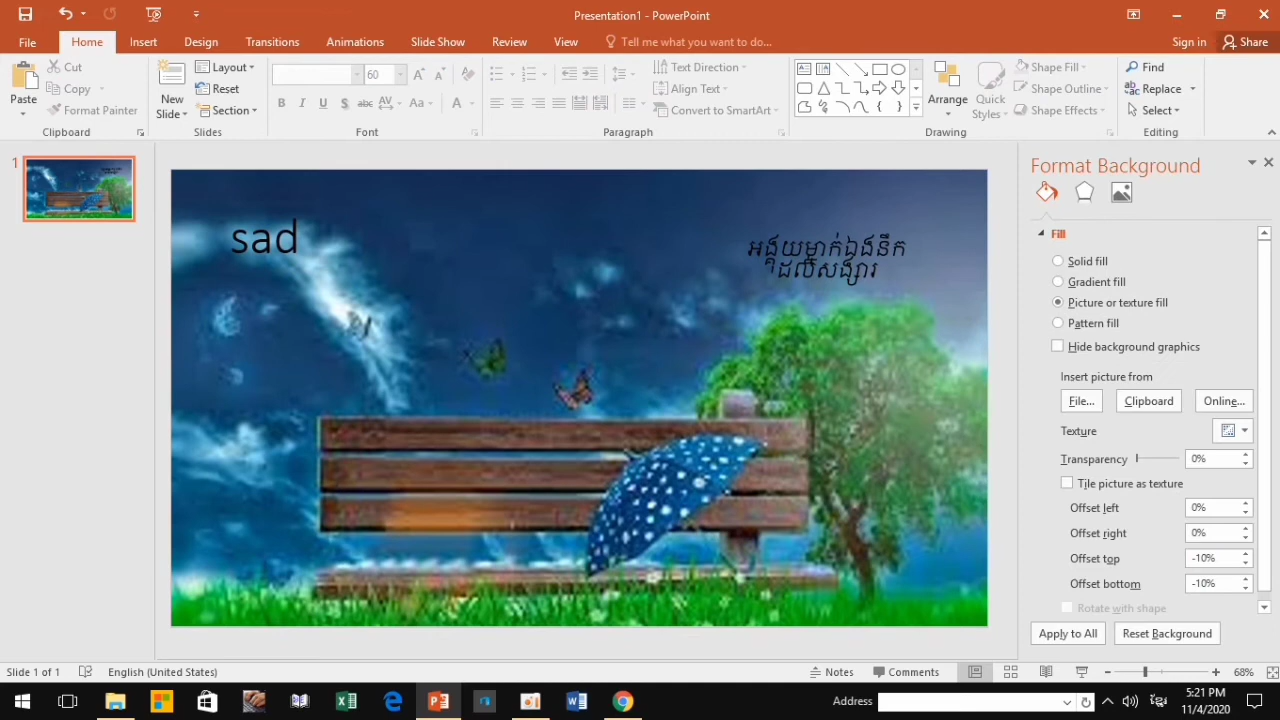 Presentation1 - PowerPoint
File Home Insert Design Transitions Animations Slide Show Review View Tell me what you want to do... Sign in Share
Paste
Cut
Copy
Format Painter
Clipboard
New Slide
Layout
Reset
Section
Slides
60
Font
Text Direction
Align Text
Convert to SmartArt
Paragraph
Arrange
Quick Styles
Shape Fill
Shape Outline
Shape Effects
Drawing
Find
Replace
Select
Editing
1
sad
អង្គុយម្នាក់ឯងនឹក
ដល់សង្សារ
Format Background
Fill
Solid fill
Gradient fill
Picture or texture fill
Pattern fill
Hide background graphics
Insert picture from
File... Clipboard Online...
Texture
Transparency 0%
Tile picture as texture
Offset left 0%
Offset right 0%
Offset top -10%
Offset bottom -10%
Rotate with shape
Apply to All Reset Background
Slide 1 of 1 English (United States) Notes Comments 68%
Address
5:21 PM
11/4/2020